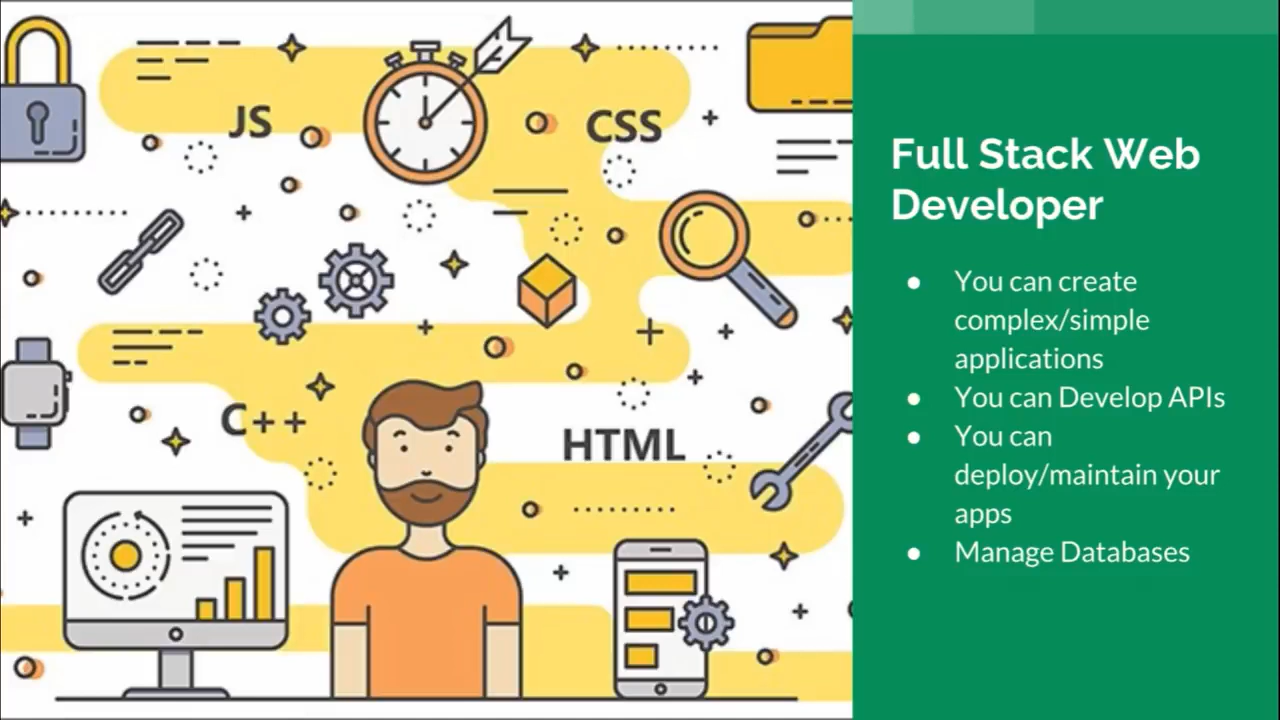 JS
CSS
C++
HTML
Full Stack Web
Developer
● You can create
complex/simple
applications
● You can Develop APIs
● You can
deploy/maintain your
apps
● Manage Databases